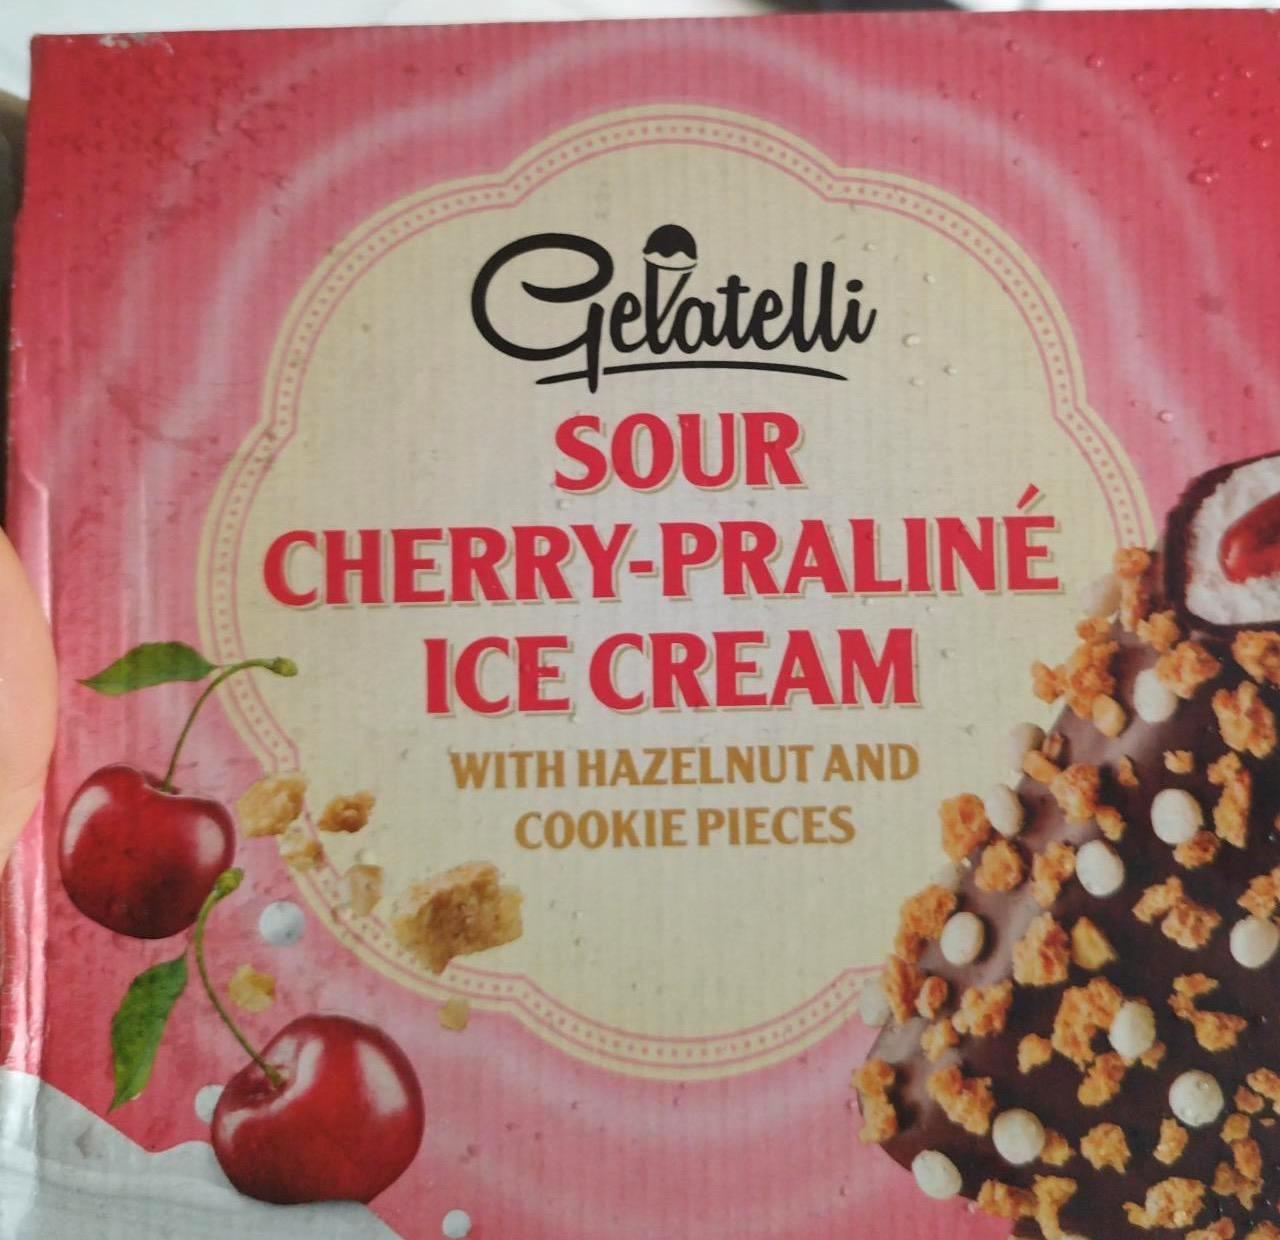 Gelatelli
SOUR
CHERRY-PRALINÉ
ICE CREAM
WITH HAZELNUT AND
COOKIE PIECES